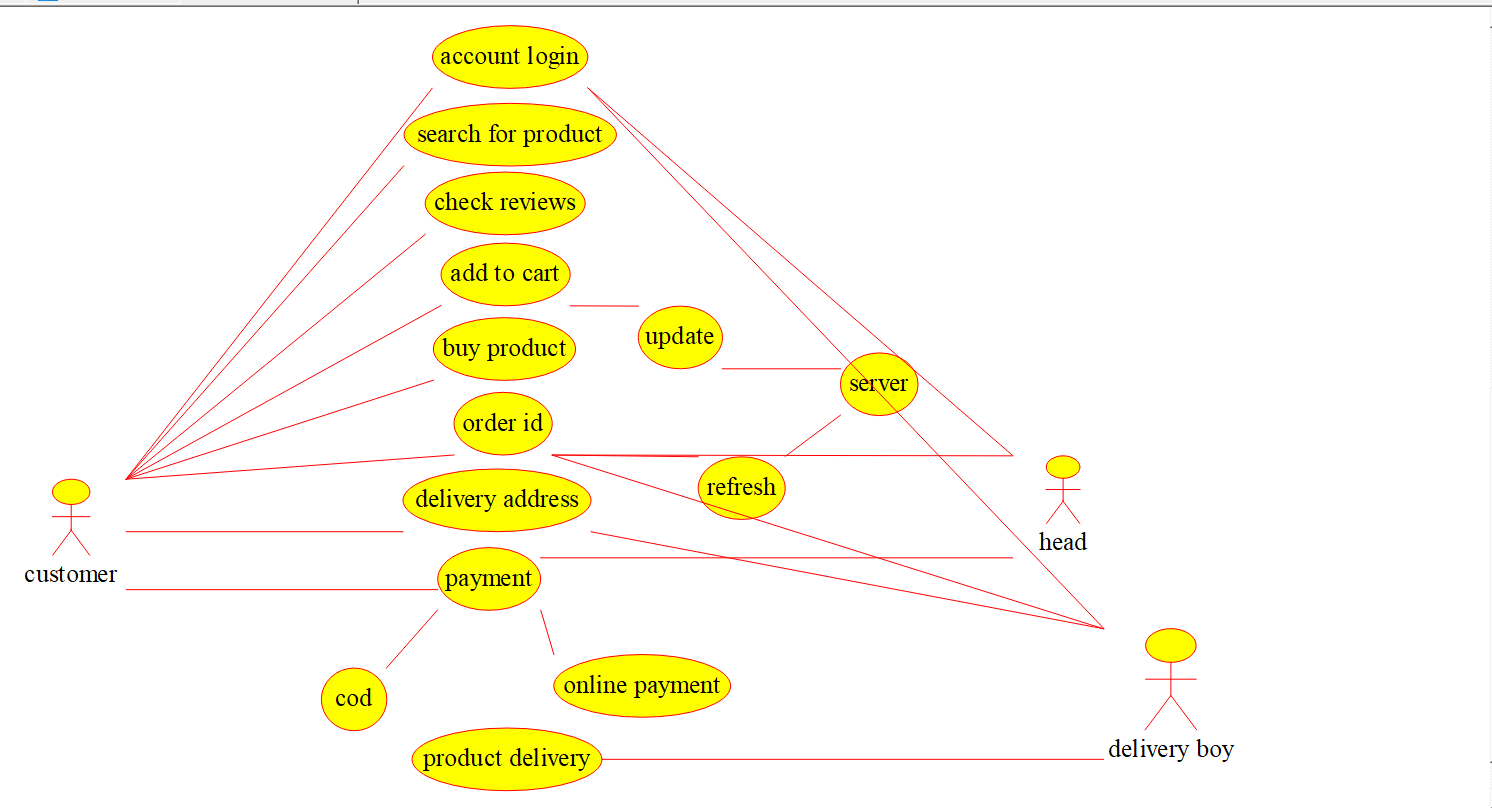 account login
search for product
check reviews
add to cart
update
buy product
server
order id
refresh
delivery address
head
customer
payment
cod
online payment
product delivery
delivery boy